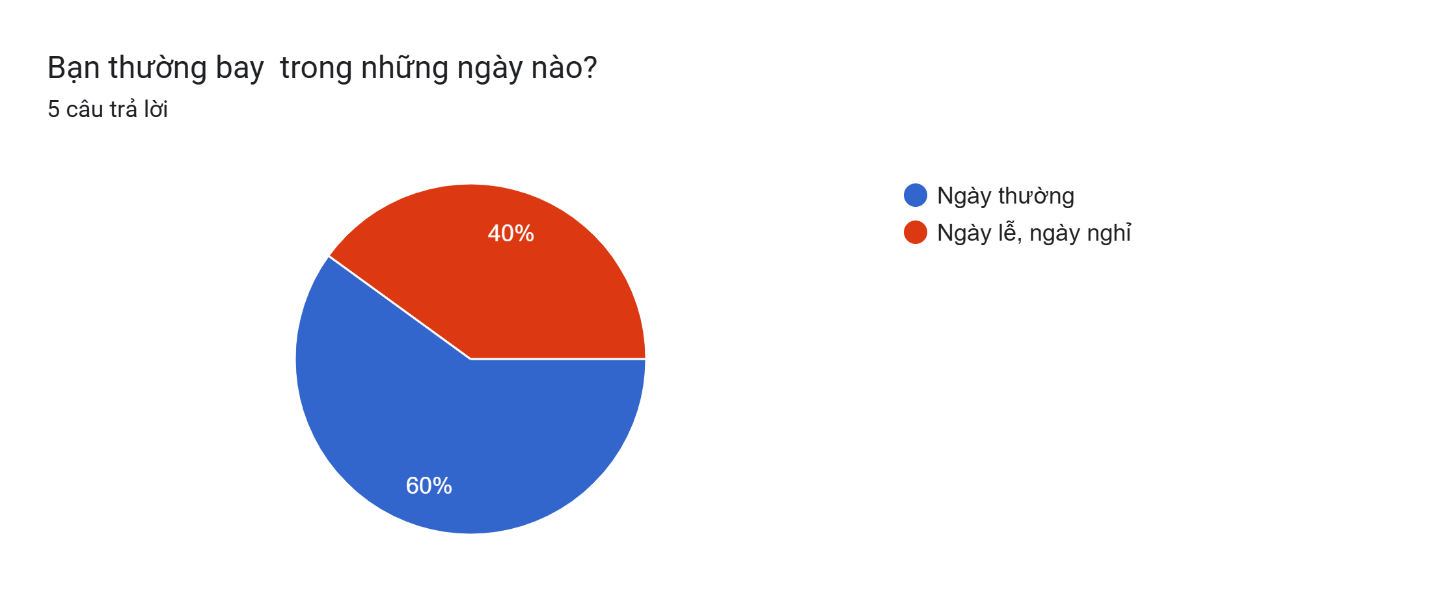 Bạn thường bay  trong những ngày nào?
5 câu trả lời
Ngày thường
Ngày lễ, ngày nghỉ
40%
60%